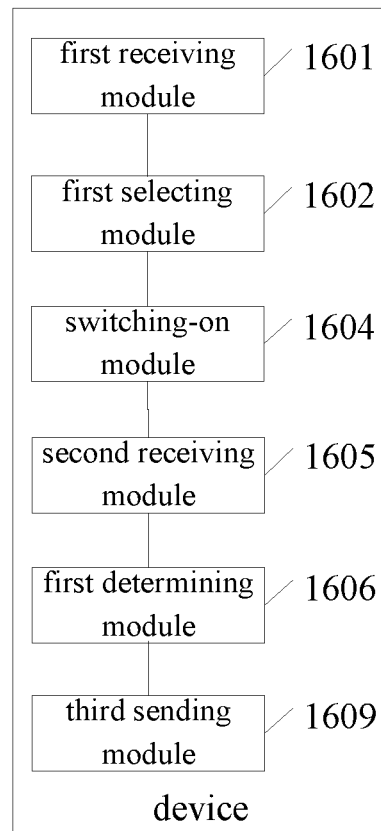 first receiving
module
1601
first selecting
module
1602
switching-on
module
1604
second receiving
module
1605
first determining
module
1606
third sending
module
1609
device